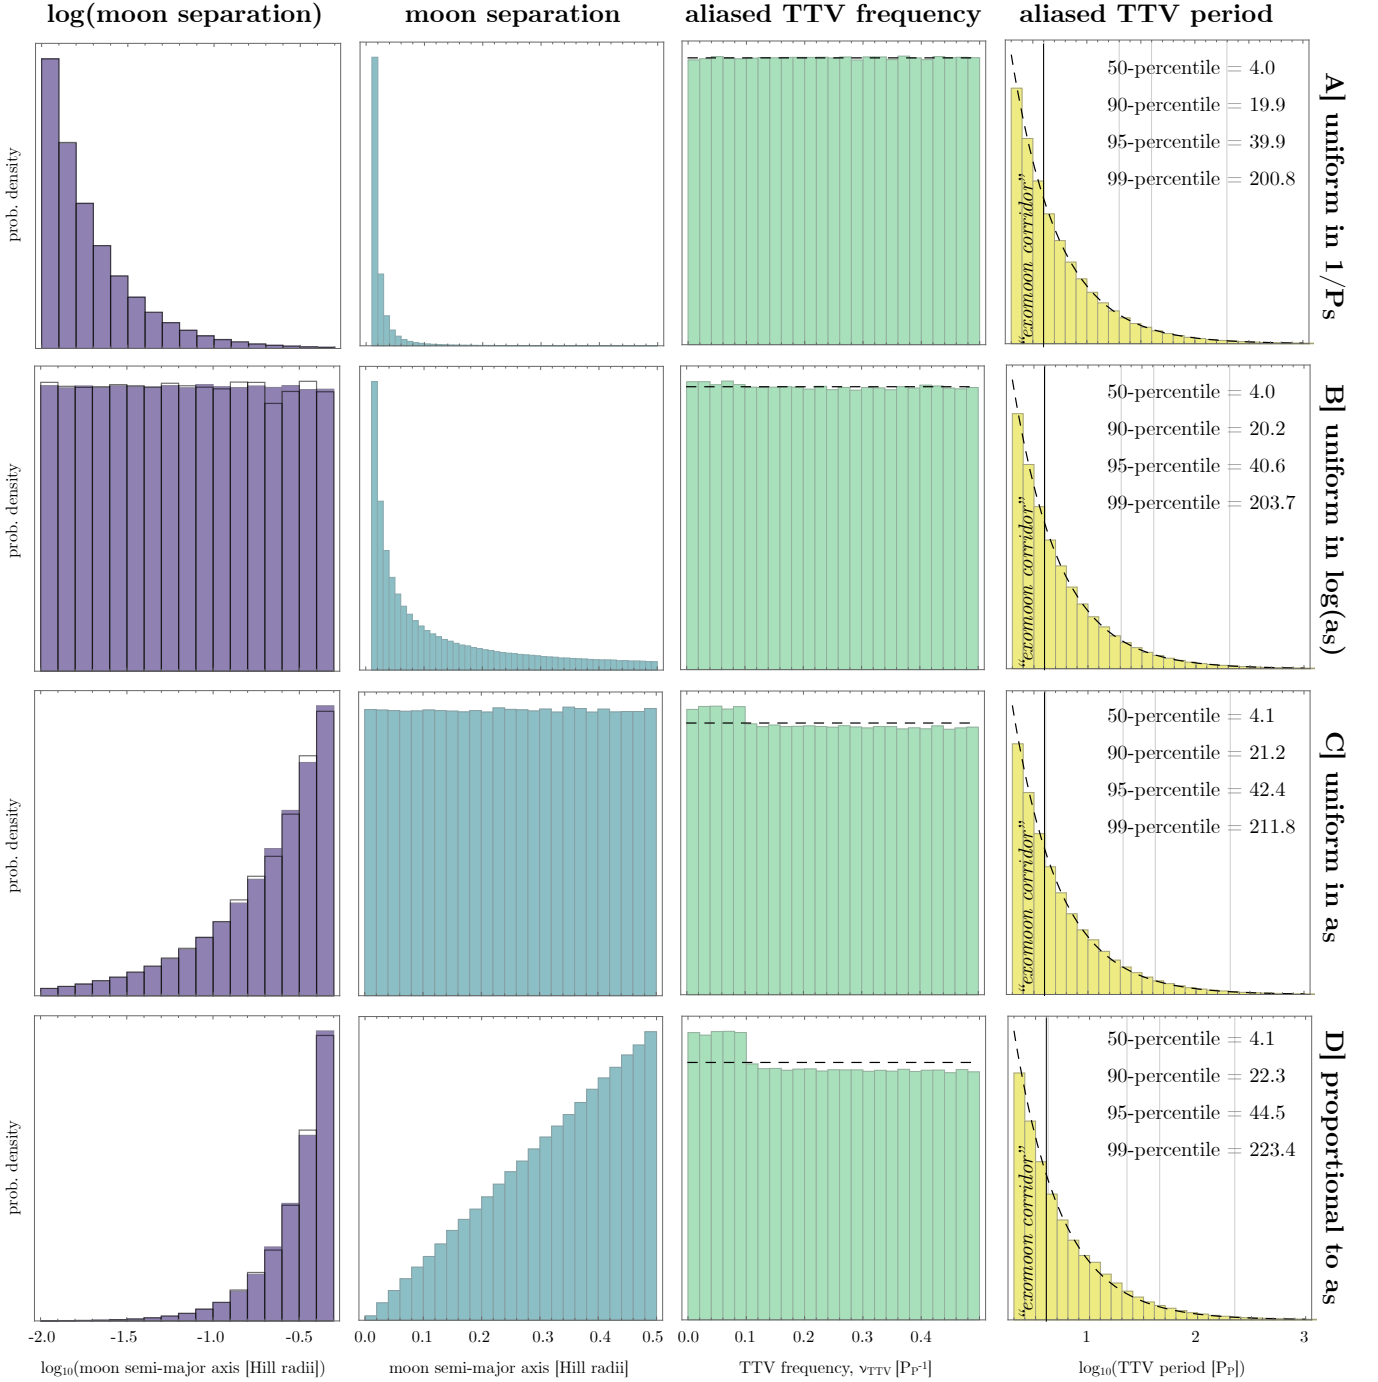 log(moon separation)
moon separation
aliased TTV frequency
aliased TTV period
prob. density
50-percentile = 4.0
90-percentile = 19.9
95-percentile = 39.9
99-percentile = 200.8
“exomoon corridor”
A] uniform in 1/Ps
prob. density
50-percentile = 4.0
90-percentile = 20.2
95-percentile = 40.6
99-percentile = 203.7
“exomoon corridor”
B] uniform in log(as)
prob. density
50-percentile = 4.1
90-percentile = 21.2
95-percentile = 42.4
99-percentile = 211.8
“exomoon corridor”
C] uniform in as
prob. density
50-percentile = 4.1
90-percentile = 22.3
95-percentile = 44.5
99-percentile = 223.4
“exomoon corridor”
D] proportional to as
-2.0 -1.5 -1.0 -0.5
0.0 0.1 0.2 0.3 0.4 0.5
0.0 0.1 0.2 0.3 0.4
1 2 3
log₁₀(moon semi-major axis [Hill radii])
moon semi-major axis [Hill radii]
TTV frequency, νTTV [PP⁻¹]
log₁₀(TTV period [PP])